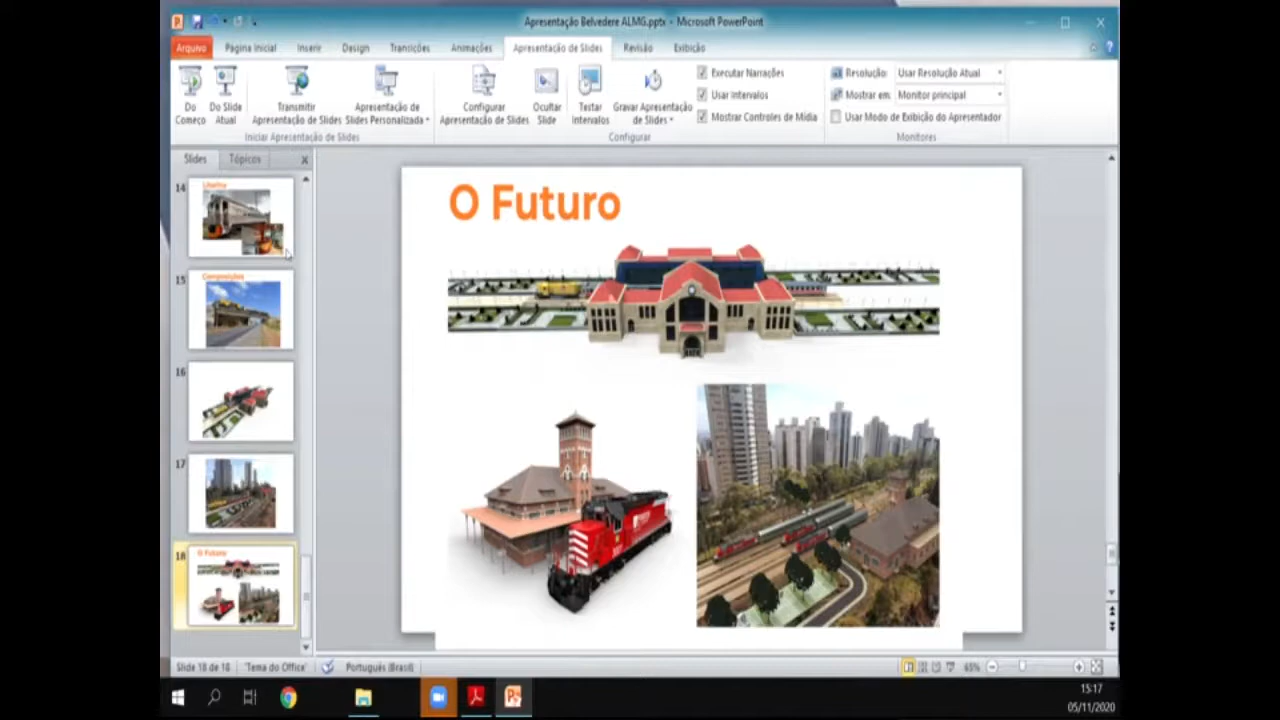 Apresentação Belvedere ALMG.pptx - Microsoft PowerPoint
Arquivo Página Inicial Inserir Design Transições Animações Apresentação de Slides Revisão Exibição
Do Começo
Do Slide Atual
Transmitir Apresentação de Slides
Apresentação de Slides Personalizada
Iniciar Apresentação de Slides
Configurar Apresentação de Slides
Ocultar Slide
Testar Intervalos
Gravar Apresentação de Slides
Executar Narrações
Usar Intervalos
Mostrar Controles de Mídia
Configurar
Resolução: Usar Resolução Atual
Mostrar em: Monitor principal
Usar Modo de Exibição do Apresentador
Monitores
Slides Tópicos
14
15
Composições
16
17
18
O Futuro
O Futuro
Slide 18 de 18 "Tema do Office" Português (Brasil) 65%
15:17
05/11/2020